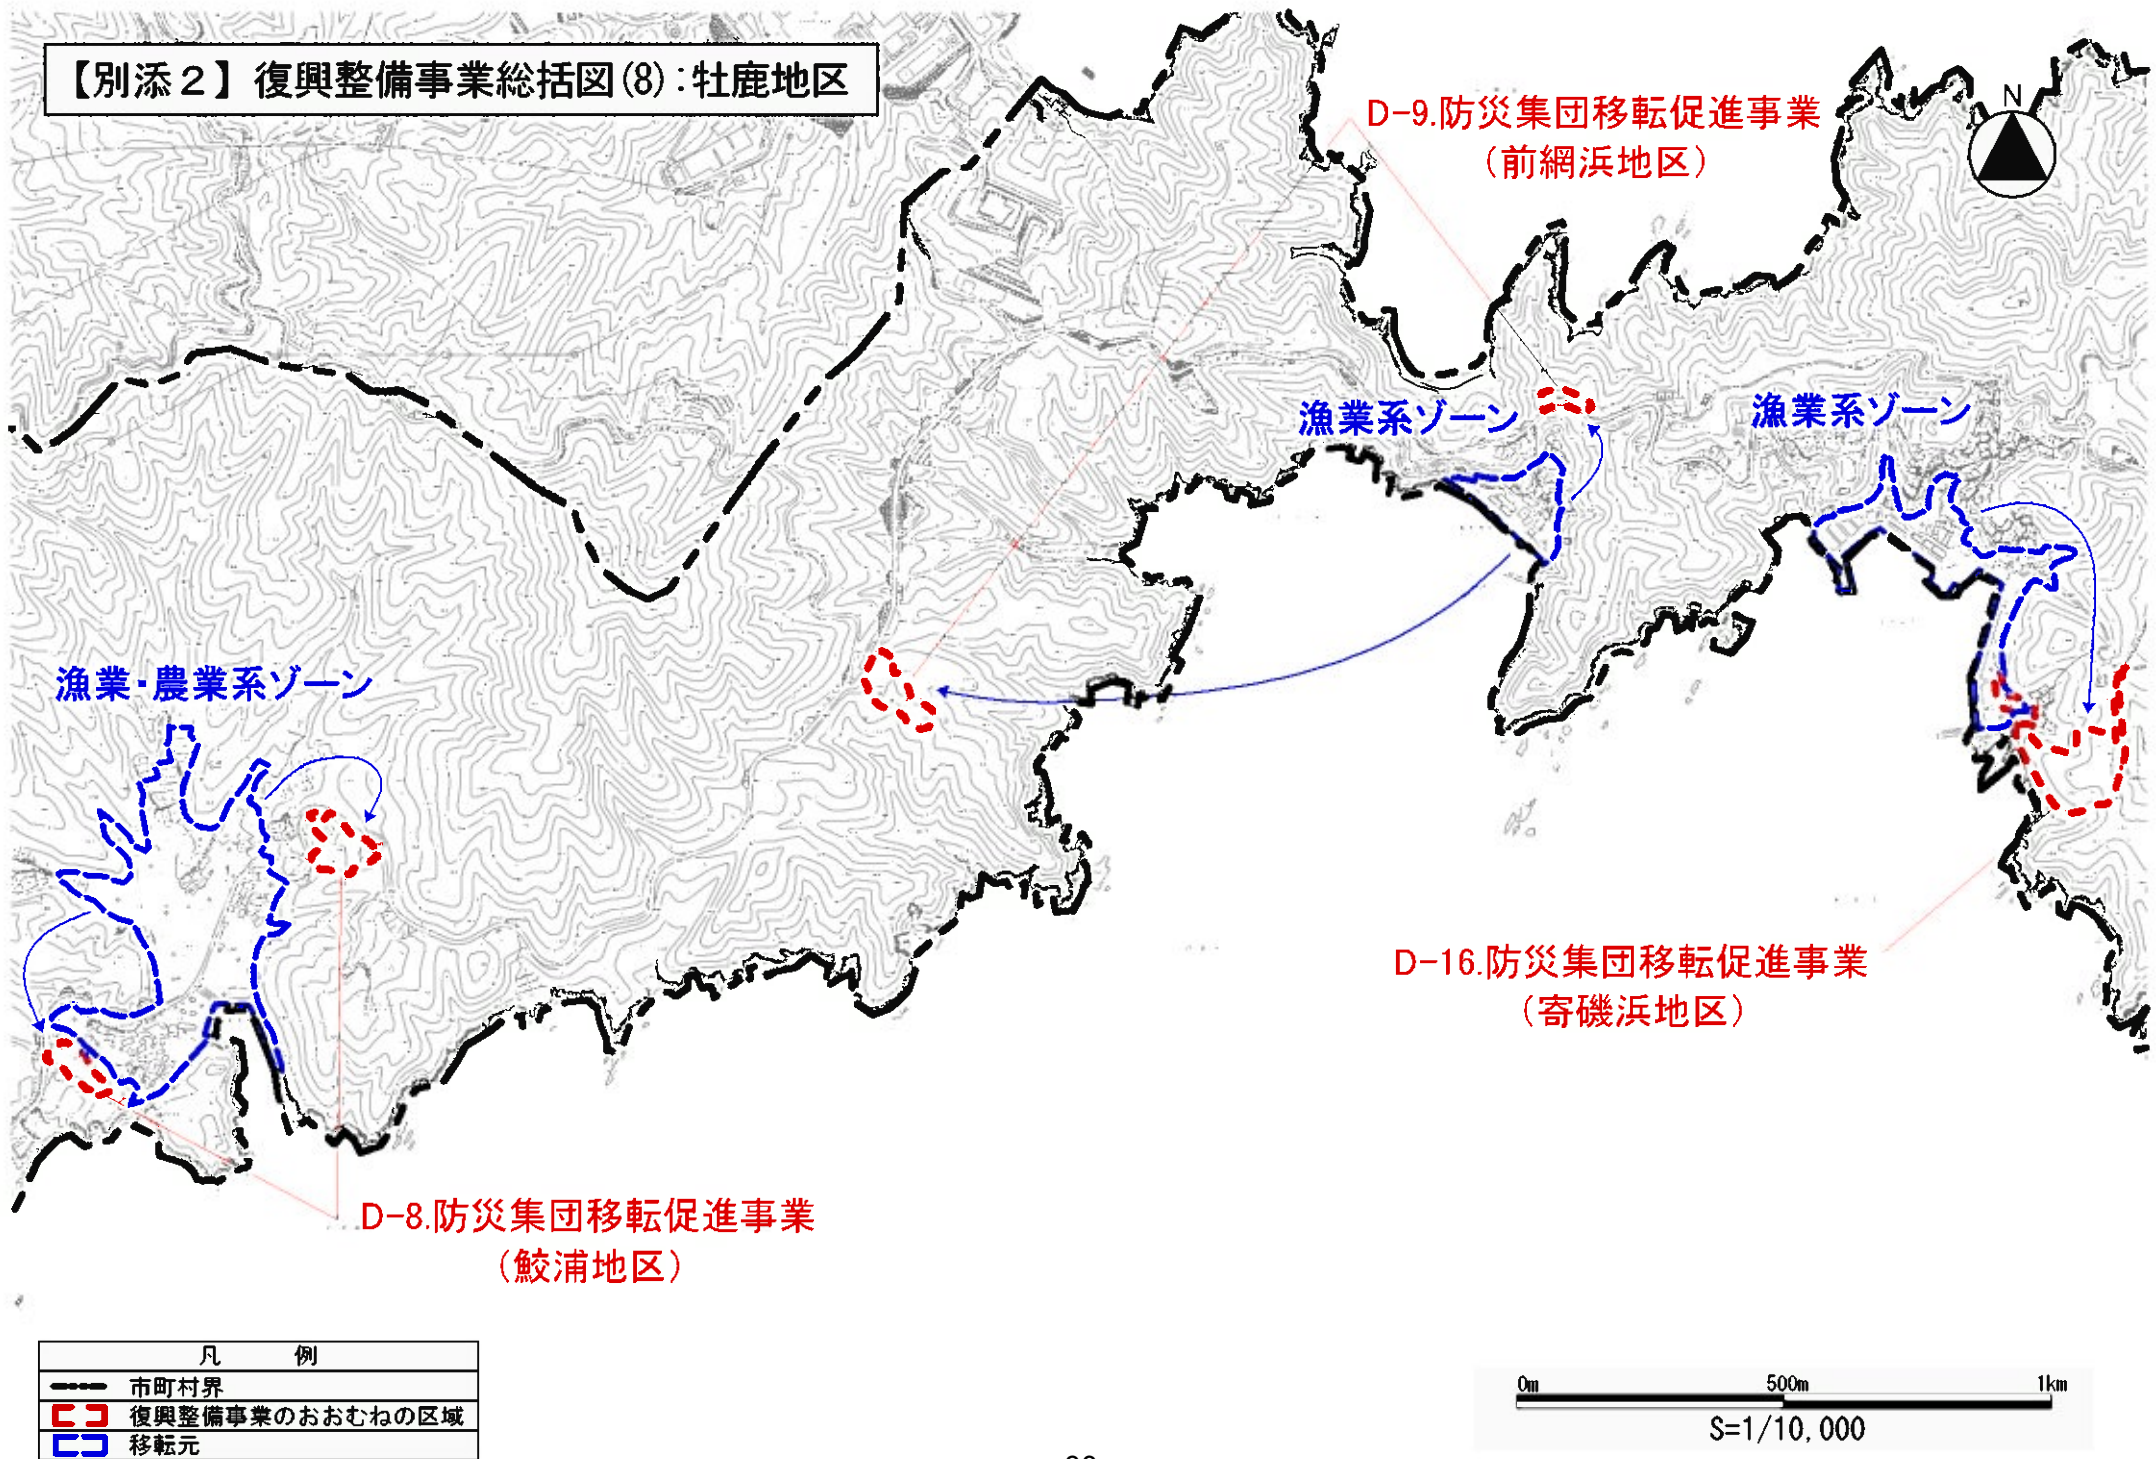 【別添２】復興整備事業総括図(8):牡鹿地区
D-9.防災集団移転促進事業
(前網浜地区)
N
漁業系ゾーン
漁業系ゾーン
漁業・農業系ゾーン
D-16.防災集団移転促進事業
(寄磯浜地区)
D-8.防災集団移転促進事業
(鮫浦地区)
凡 例
市町村界
復興整備事業のおおむねの区域
移転元
0m 500m 1km
S=1/10,000